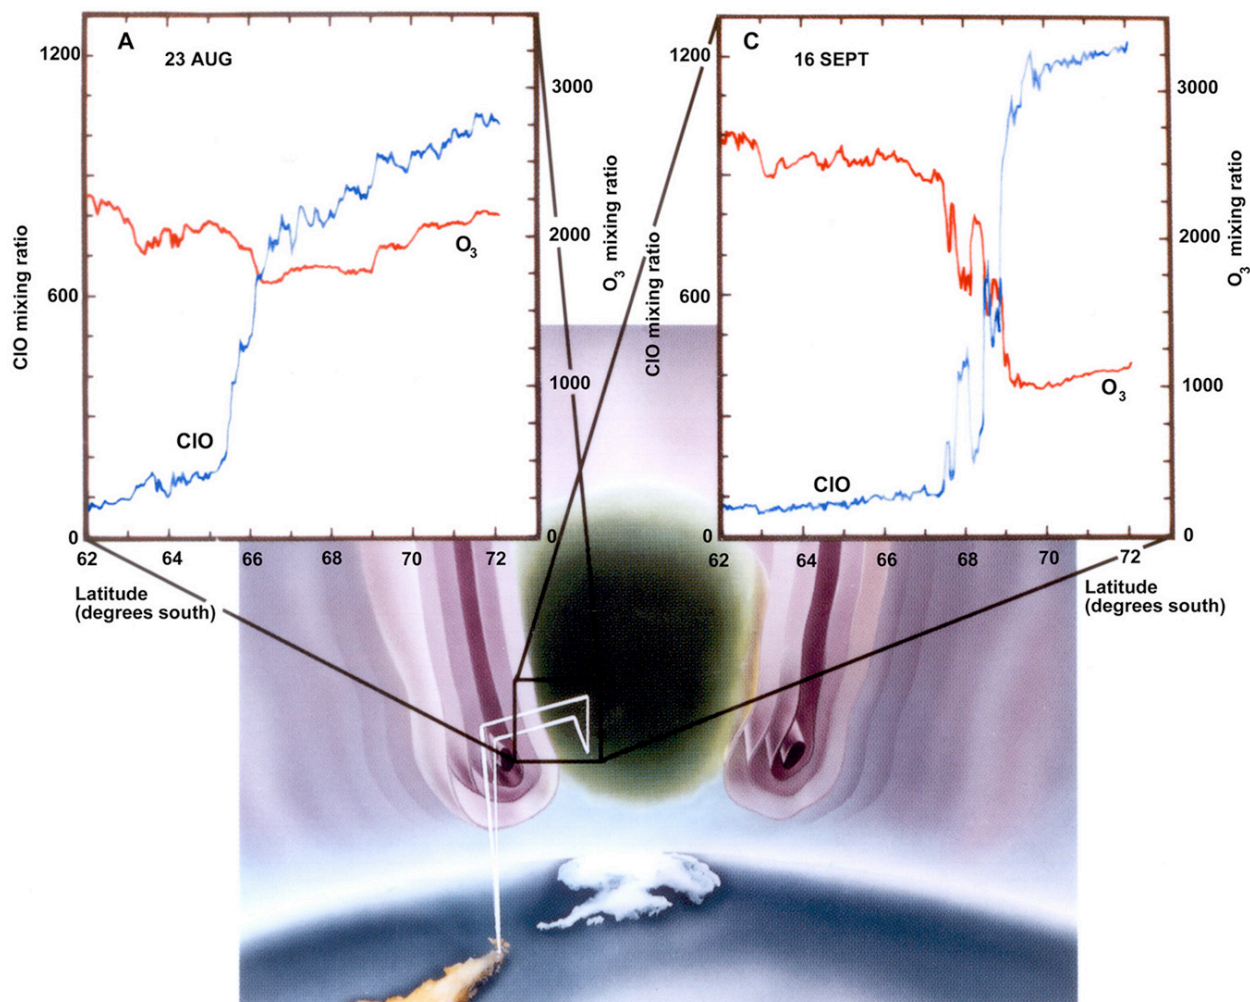 A
23 AUG
1200
600
0
ClO mixing ratio
3000
2000
1000
0
O3 mixing ratio
O3
ClO
62 64 66 68 70 72
Latitude
(degrees south)
C
16 SEPT
1200
600
0
ClO mixing ratio
3000
2000
1000
0
O3 mixing ratio
O3
ClO
62 64 66 68 70 72
Latitude
(degrees south)